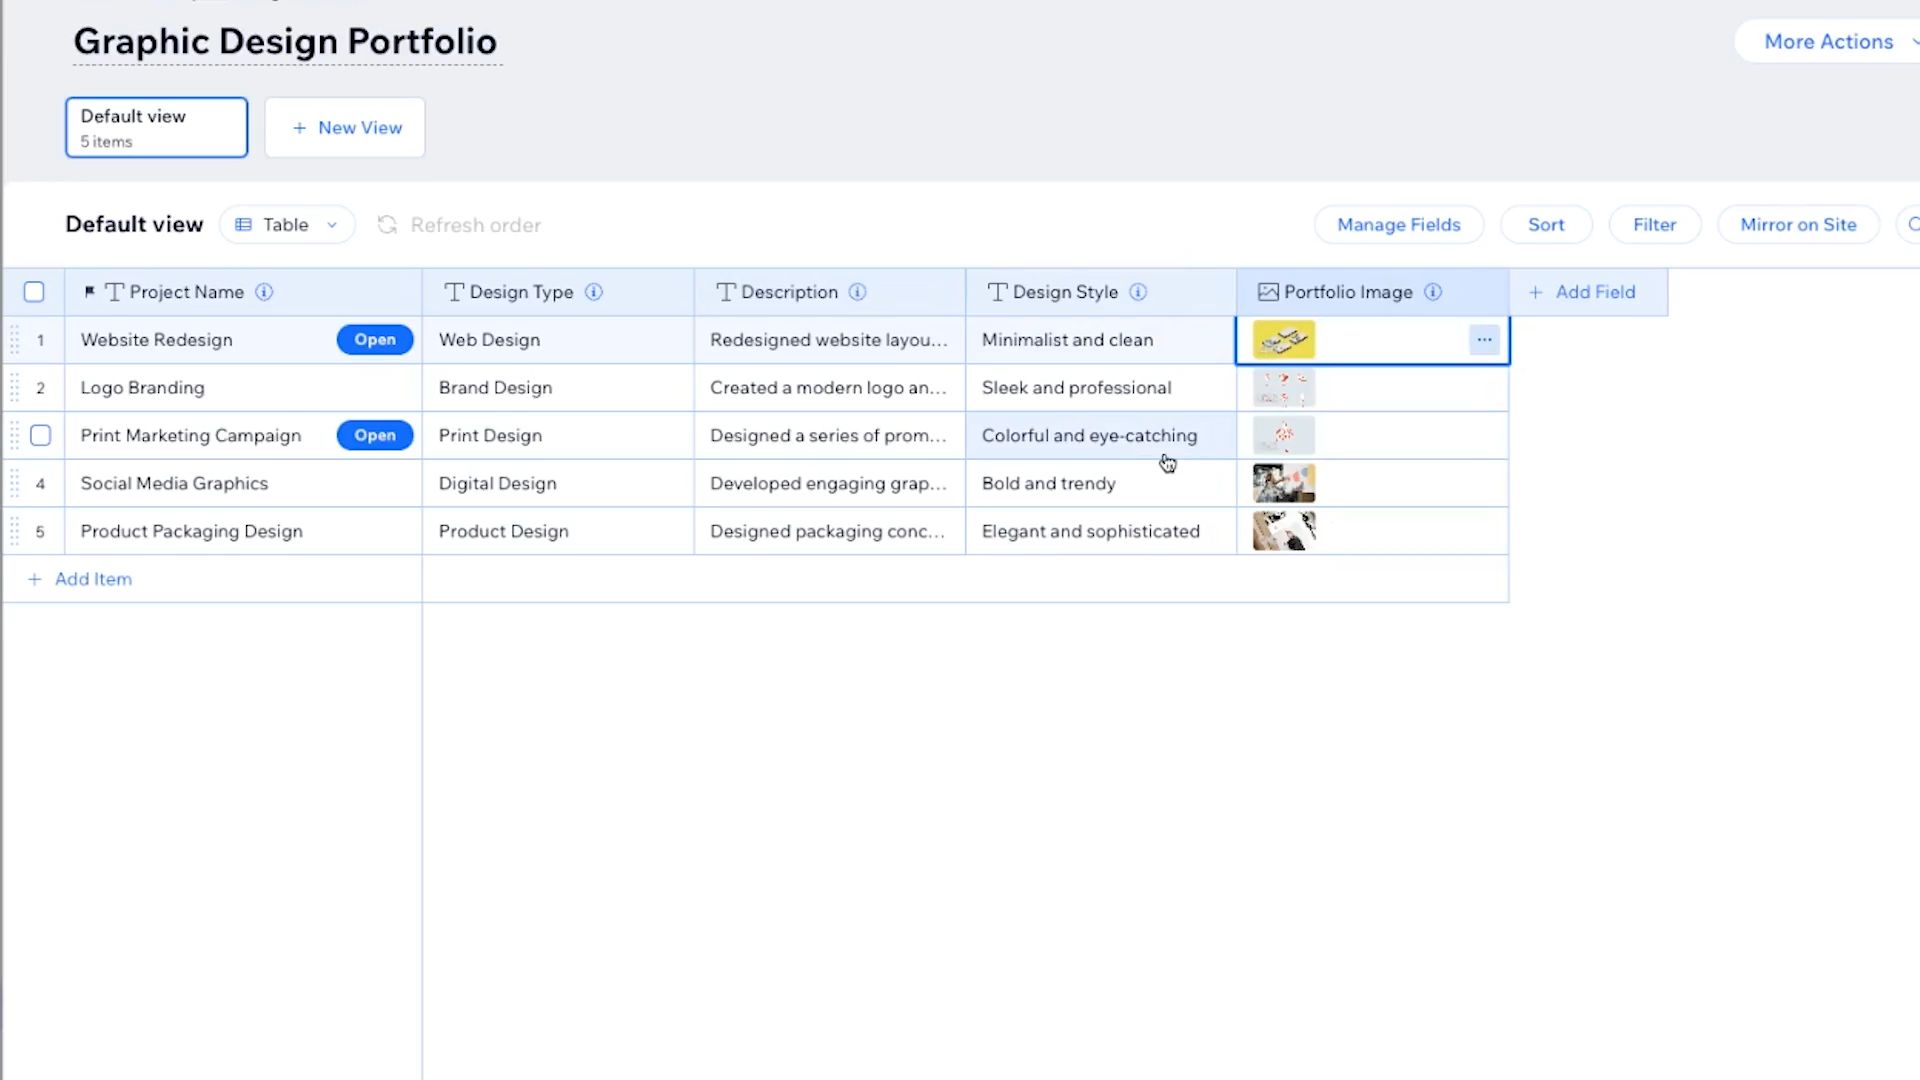 Graphic Design Portfolio
More Actions
Default view
5 items
+ New View
Default view
Table
Refresh order
Manage Fields
Sort
Filter
Mirror on Site
Project Name
Design Type
Description
Design Style
Portfolio Image
+ Add Field
1 Website Redesign Open Web Design Redesigned website layou... Minimalist and clean ...
2 Logo Branding Brand Design Created a modern logo an... Sleek and professional
Print Marketing Campaign Open Print Design Designed a series of prom... Colorful and eye-catching
4 Social Media Graphics Digital Design Developed engaging grap... Bold and trendy
5 Product Packaging Design Product Design Designed packaging conc... Elegant and sophisticated
+ Add Item